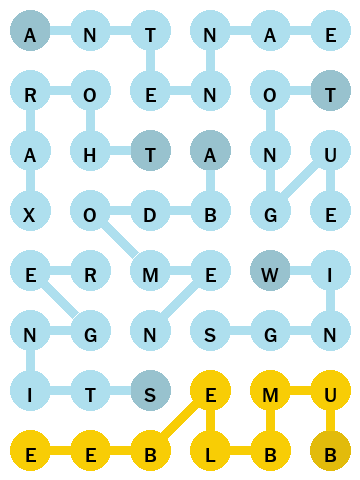 A N T N A E
R O E N O T
A H T A N U
X O D B G E
E R M E W I
N G N S G N
I T S E M U
E E B L B B